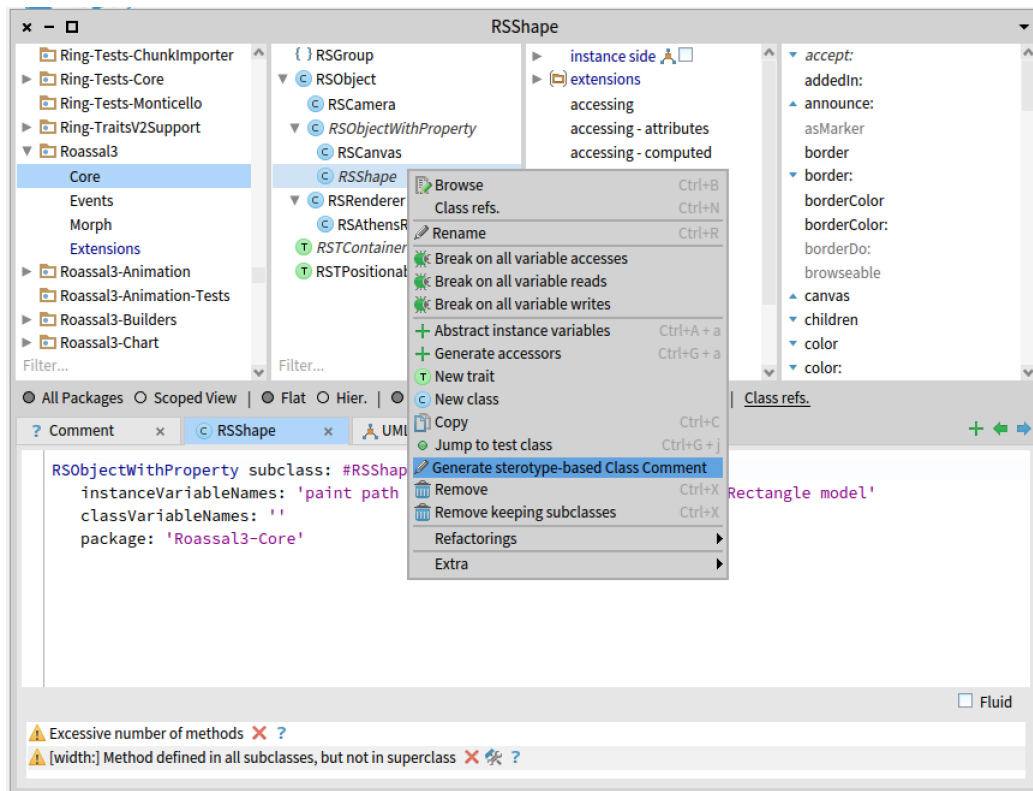 RSShape
Ring-Tests-ChunkImporter
Ring-Tests-Core
Ring-Tests-Monticello
Ring-TraitsV2Support
Roassal3
Core
Events
Morph
Extensions
Roassal3-Animation
Roassal3-Animation-Tests
Roassal3-Builders
Roassal3-Chart
Filter...
{ } RSGroup
RSObject
RSCamera
RSObjectWithProperty
RSCanvas
RSShape
RSRenderer
RSAthensR
RSTContainer
RSTPositionab
Filter...
instance side
extensions
accessing
accessing - attributes
accessing - computed
accept:
addedIn:
announce:
asMarker
border
border:
borderColor
borderColor:
borderDo:
browseable
canvas
children
color
color:
Browse Ctrl+B
Class refs. Ctrl+N
Rename Ctrl+R
Break on all variable accesses
Break on all variable reads
Break on all variable writes
Abstract instance variables Ctrl+A + a
Generate accessors Ctrl+G + a
New trait
New class
Copy Ctrl+C
Jump to test class Ctrl+G + j
Generate sterotype-based Class Comment
Remove Ctrl+X
Remove keeping subclasses Ctrl+X
Refactorings
Extra
All Packages Scoped View | Flat Hier. | | Class refs.
? Comment × RSShape × UML
RSObjectWithProperty subclass: #RSShap
instanceVariableNames: 'paint path Rectangle model'
classVariableNames: ''
package: 'Roassal3-Core'
Fluid
Excessive number of methods ?
[width:] Method defined in all subclasses, but not in superclass ?